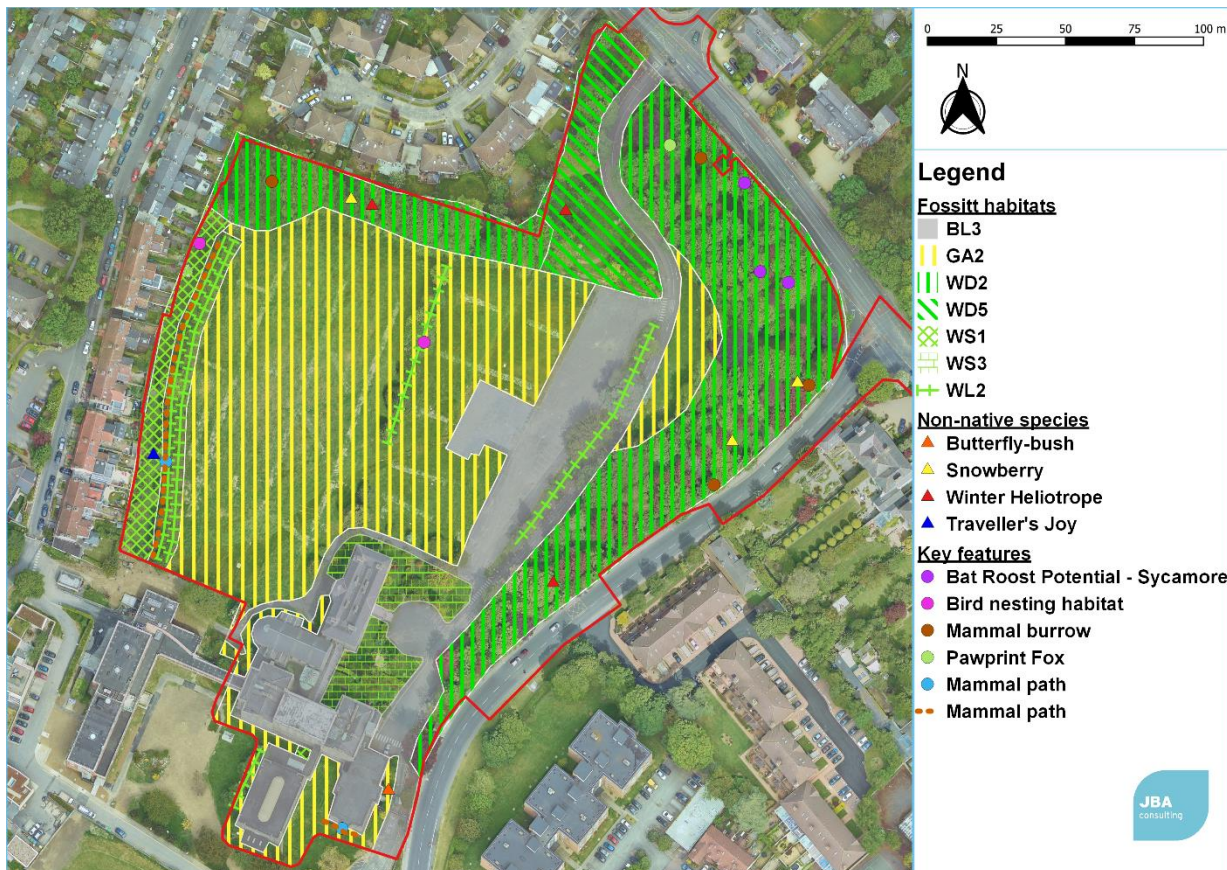 0 25 50 75 100 m
N
Legend
Fossitt habitats
BL3
GA2
WD2
WD5
WS1
WS3
WL2
Non-native species
Butterfly-bush
Snowberry
Winter Heliotrope
Traveller's Joy
Key features
Bat Roost Potential - Sycamore
Bird nesting habitat
Mammal burrow
Pawprint Fox
Mammal path
Mammal path
JBA
consulting